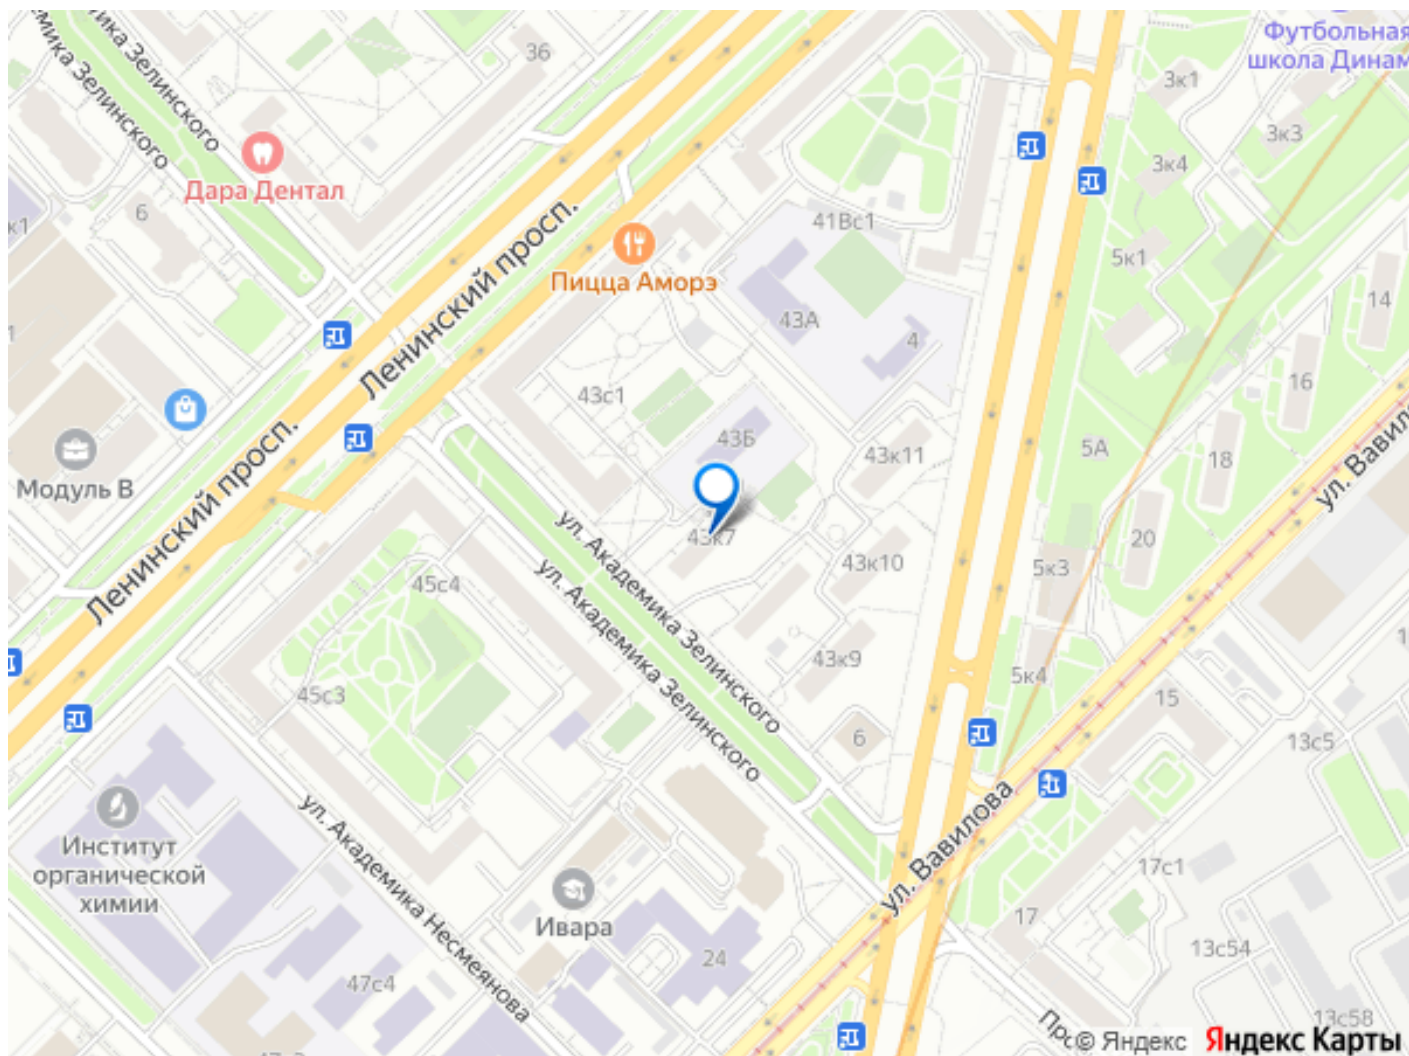 Футбольная
школа Динам
36
3к1
ика Зелинского
мика Зелинского
3к3
Дара Дентал
3к4
6
41Вс1
к1
Ленинский просп.
Пицца Аморэ
5к1
14
43А
4
16
43с1
43Б
5А
43к11
18
ул. Вавилов
Модуль В
Ленинский просп.
43к7
20
ул. Академика Зелинского
45с4
43к10
5к3
ул. Академика Зелинского
43к9
5к4
45с3
15
6
13с5
ул. Вавилова
ул. Академика Несмеянова
Институт
органической
химии
17с1
Ивара
17
24
13с54
47с4
13с58
Пр
© Яндекс
Яндекс Карты